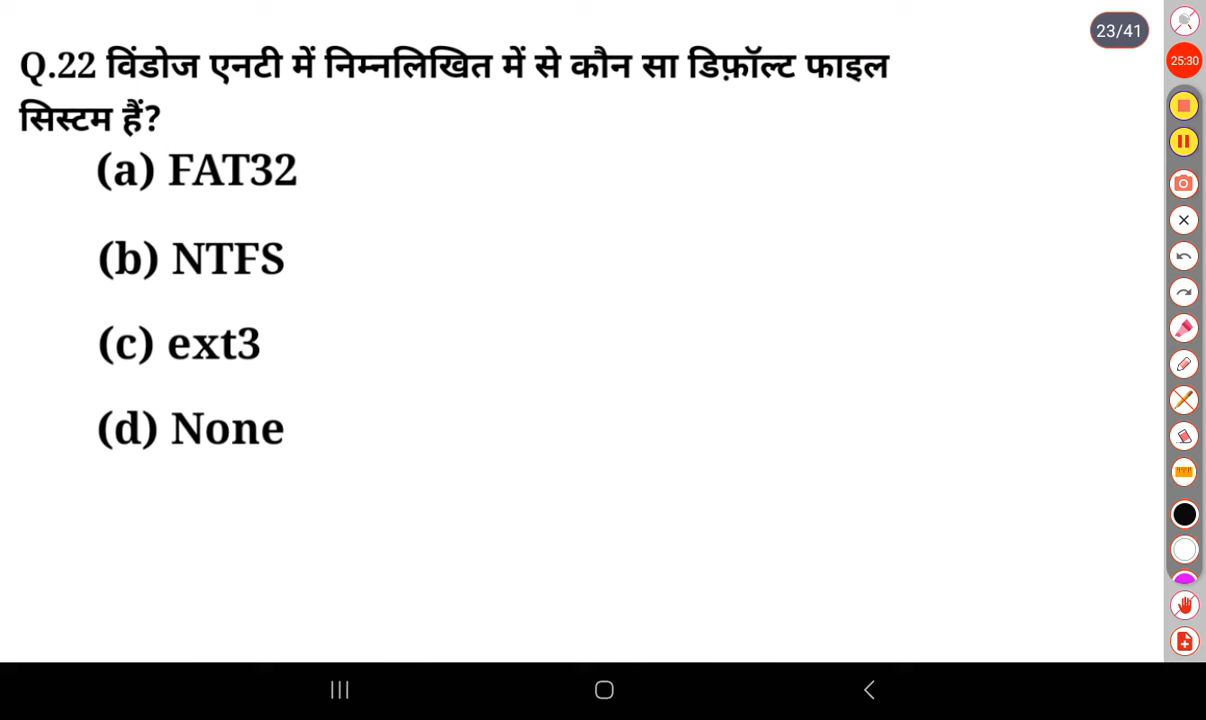 23/41
25:30
Q.22 विंडोज एनटी में निम्नलिखित में से कौन सा डिफ़ॉल्ट फाइल
सिस्टम हैं?
(a) FAT32
(b) NTFS
(c) ext3
(d) None